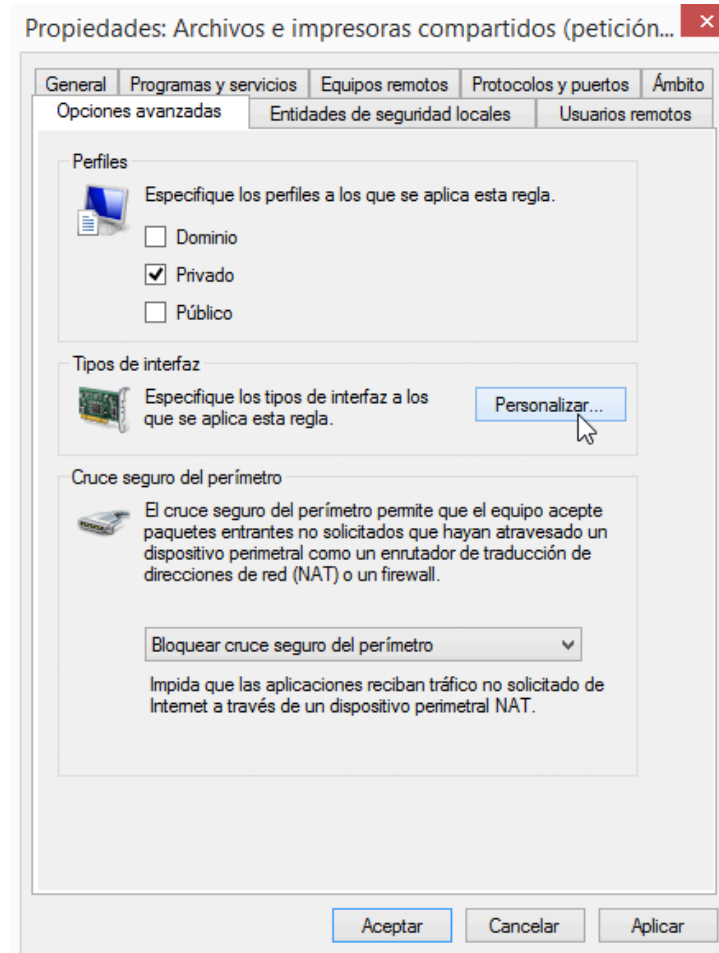 Propiedades: Archivos e impresoras compartidos (petición...
General Programas y servicios Equipos remotos Protocolos y puertos Ámbito
Opciones avanzadas Entidades de seguridad locales Usuarios remotos
Perfiles
Especifique los perfiles a los que se aplica esta regla.
Dominio
Privado
Público
Tipos de interfaz
Especifique los tipos de interfaz a los
que se aplica esta regla.
Personalizar...
Cruce seguro del perímetro
El cruce seguro del perímetro permite que el equipo acepte
paquetes entrantes no solicitados que hayan atravesado un
dispositivo perimetral como un enrutador de traducción de
direcciones de red (NAT) o un firewall.
Bloquear cruce seguro del perímetro
Impida que las aplicaciones reciban tráfico no solicitado de
Internet a través de un dispositivo perimetral NAT.
Aceptar Cancelar Aplicar